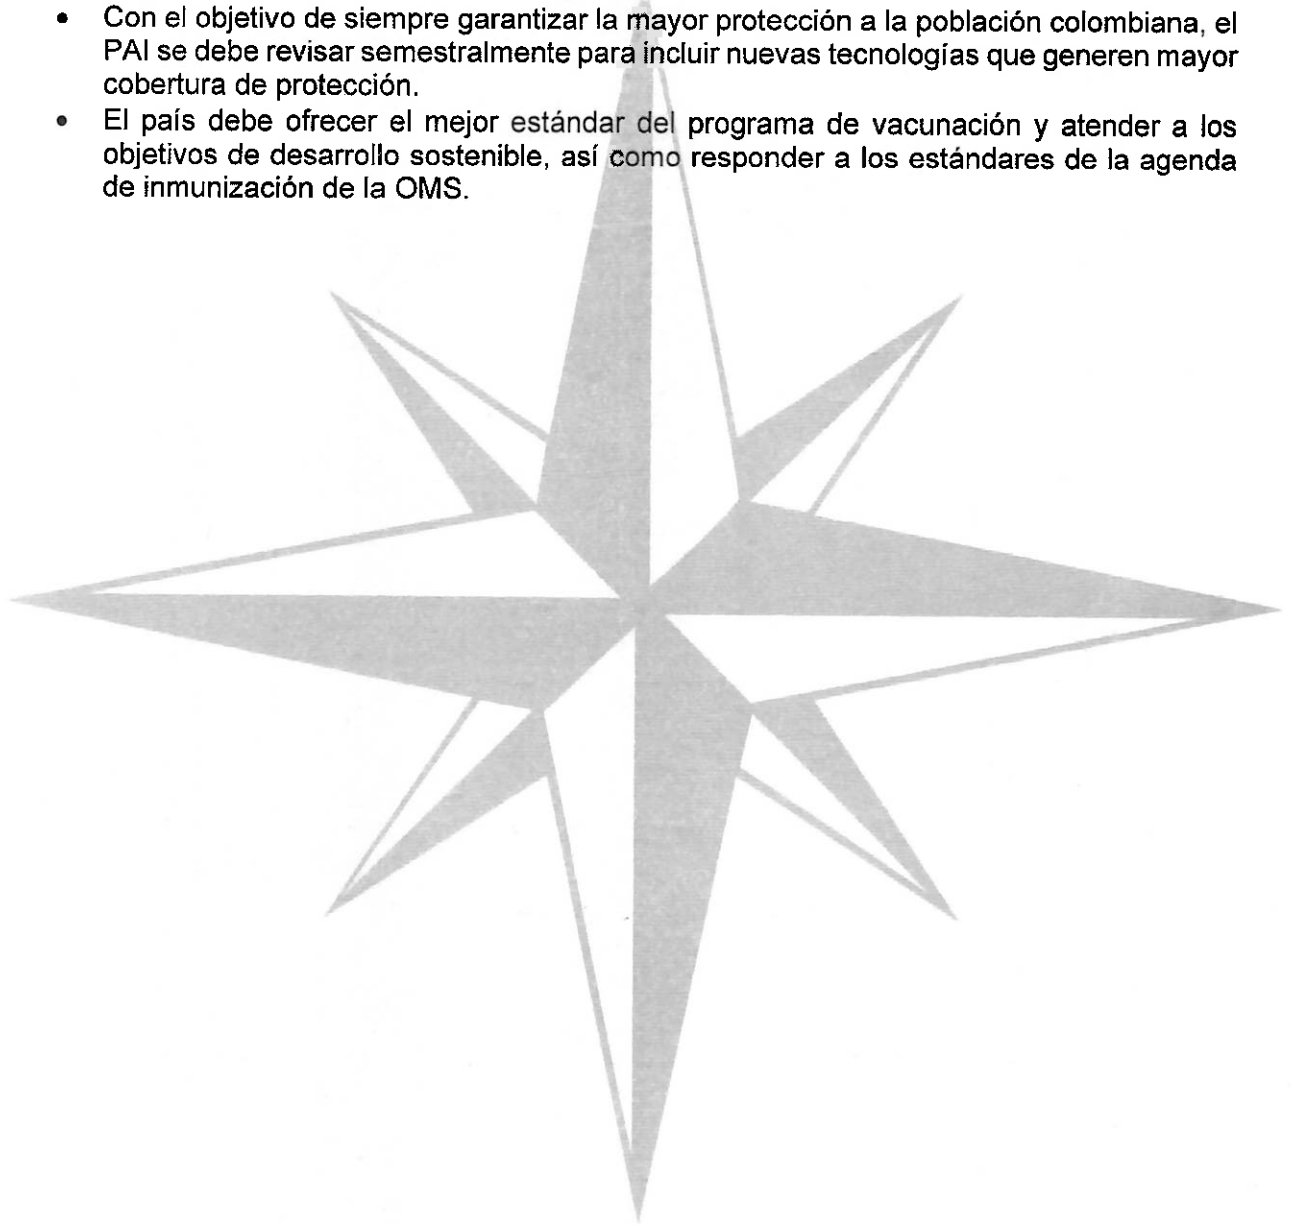 • Con el objetivo de siempre garantizar la mayor protección a la población colombiana, el
PAI se debe revisar semestralmente para incluir nuevas tecnologías que generen mayor
cobertura de protección.
• El país debe ofrecer el mejor estándar del programa de vacunación y atender a los
objetivos de desarrollo sostenible, así como responder a los estándares de la agenda
de inmunización de la OMS.